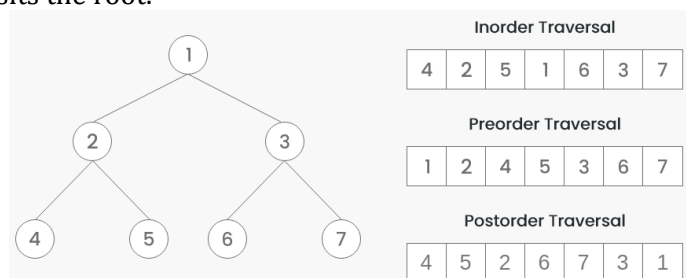 the root.
Inorder Traversal
4 2 5 1 6 3 7
Preorder Traversal
1 2 4 5 3 6 7
Postorder Traversal
4 5 2 6 7 3 1
1
2 3
4 5 6 7